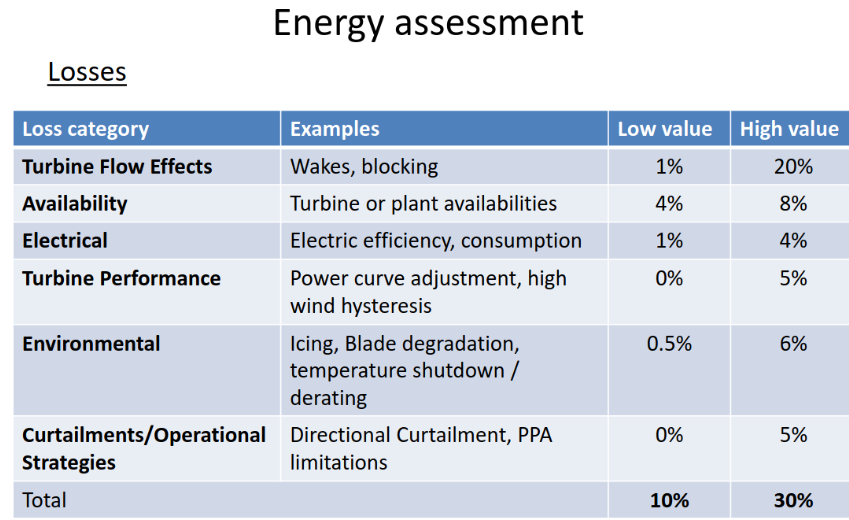 Energy assessment
Losses
Loss category Examples Low value High value
Turbine Flow Effects Wakes, blocking 1% 20%
Availability Turbine or plant availabilities 4% 8%
Electrical Electric efficiency, consumption 1% 4%
Turbine Performance Power curve adjustment, high 0% 5%
wind hysteresis
Environmental Icing, Blade degradation, 0.5% 6%
temperature shutdown /
derating
Curtailments/Operational Directional Curtailment, PPA 0% 5%
Strategies limitations
Total 10% 30%